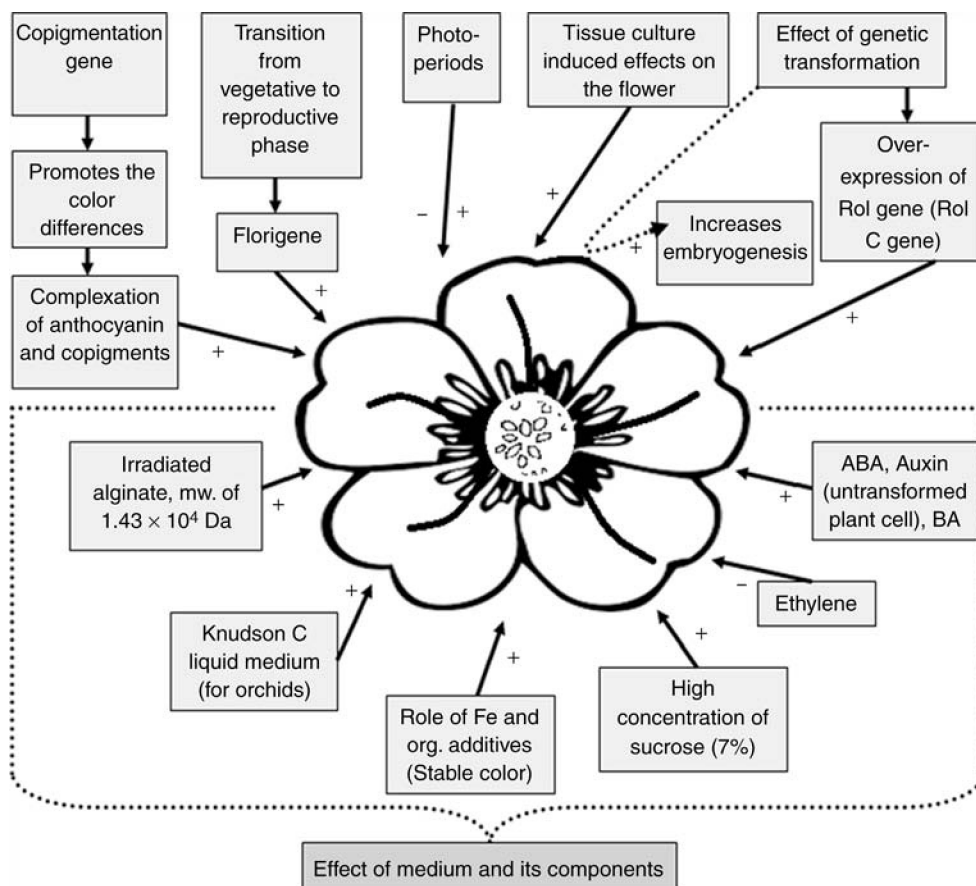 Copigmentation
gene
Transition
from
vegetative to
reproductive
phase
Photo-
periods
Tissue culture
induced effects on
the flower
Effect of genetic
transformation
Promotes the
color
differences
Florigene
− +
+
Increases
embryogenesis
+
Over-
expression of
Rol gene (Rol
C gene)
Complexation
of anthocyanin
and copigments
+
+
+
Irradiated
alginate, mw. of
1.43 × 10⁴ Da
+
ABA, Auxin
(untransformed
plant cell), BA
+
Ethylene
−
Knudson C
liquid medium
(for orchids)
+
Role of Fe and
org. additives
(Stable color)
+
High
concentration of
sucrose (7%)
+
Effect of medium and its components